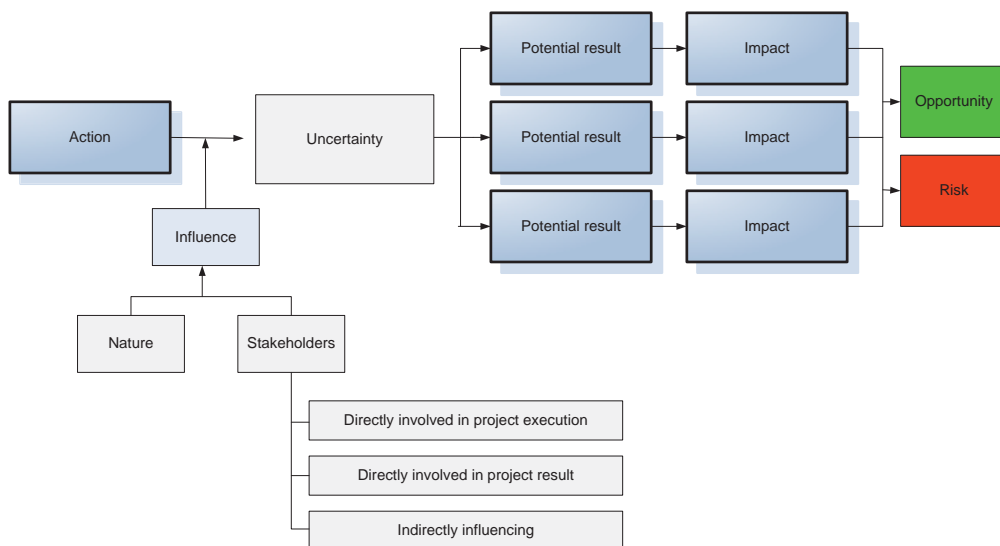 Potential result
Impact
Opportunity
Action
Uncertainty
Potential result
Impact
Risk
Potential result
Impact
Influence
Nature
Stakeholders
Directly involved in project execution
Directly involved in project result
Indirectly influencing